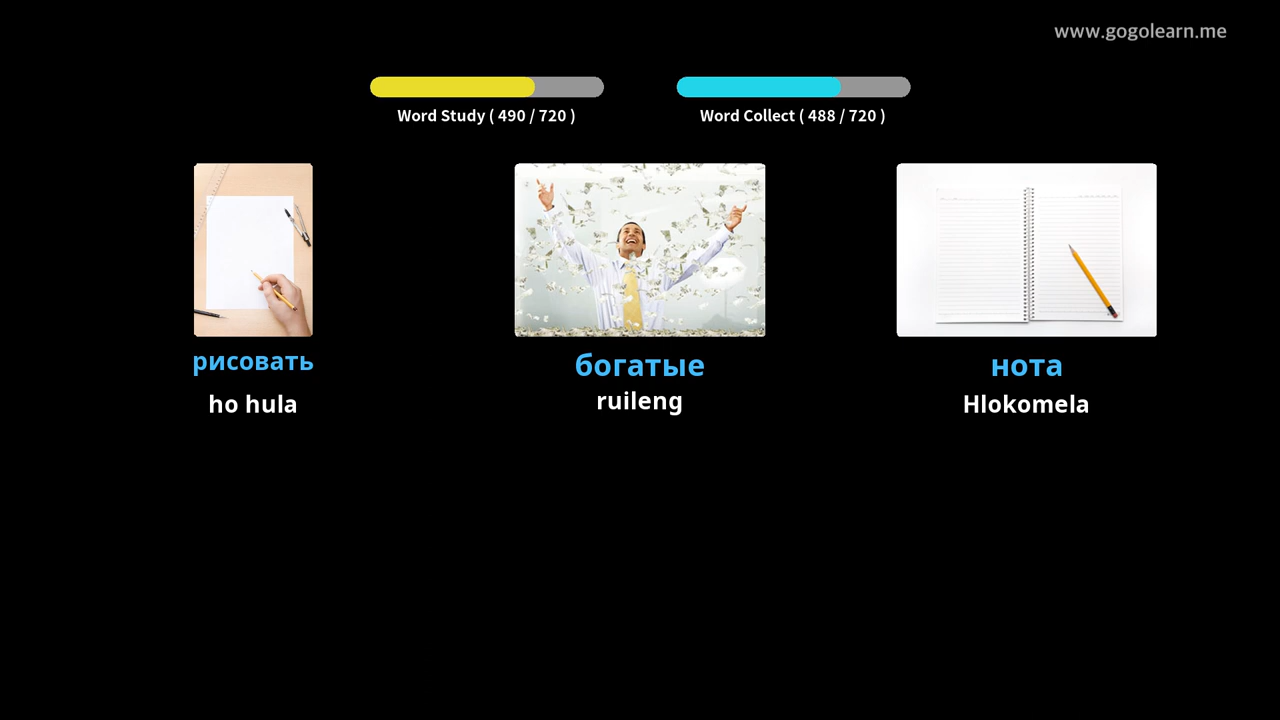 www.gogolearn.me
Word Study ( 490 / 720 )
Word Collect ( 488 / 720 )
рисовать
ho hula
богатые
ruileng
нота
Hlokomela